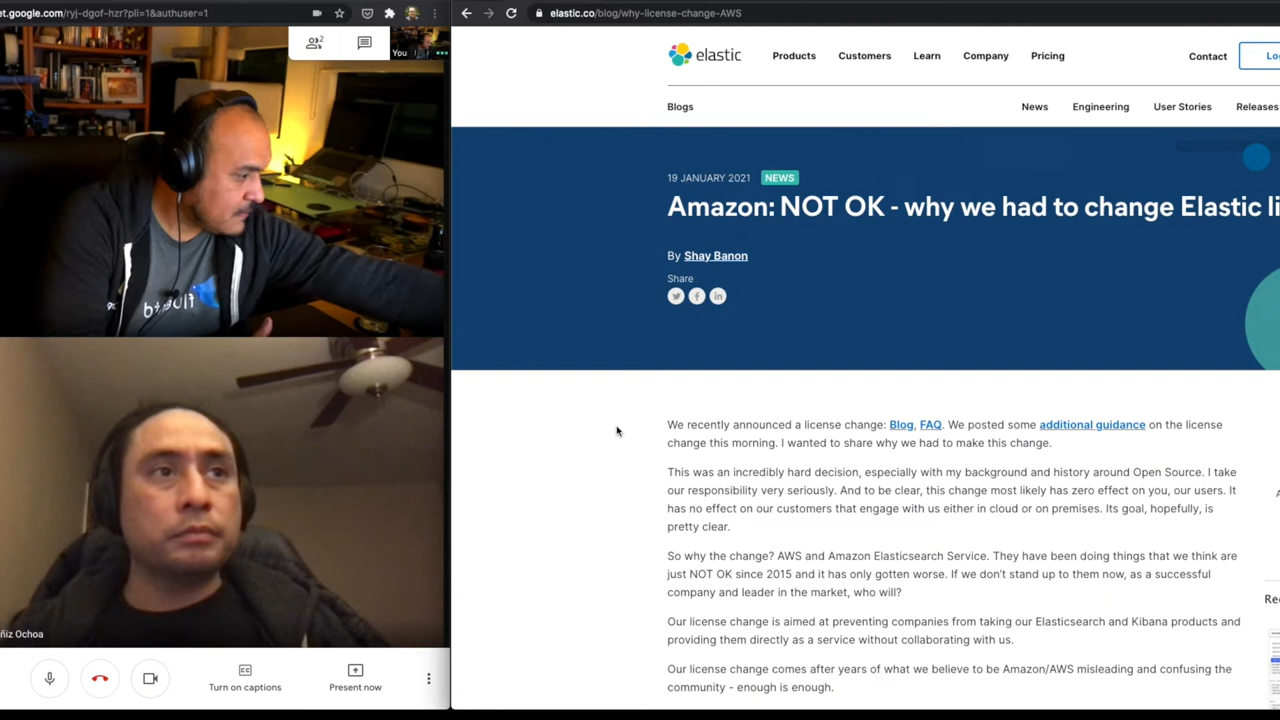 et.google.com/ryj-dgof-hzr?pli=1&authuser=1
2
You
ñiz Ochoa
Turn on captions
Present now
elastic.co/blog/why-license-change-AWS
elastic
Products
Customers
Learn
Company
Pricing
Contact
Lo
Blogs
News
Engineering
User Stories
Releases
19 JANUARY 2021 NEWS
Amazon: NOT OK - why we had to change Elastic li
By Shay Banon
Share
We recently announced a license change: Blog, FAQ. We posted some additional guidance on the license
change this morning. I wanted to share why we had to make this change.
This was an incredibly hard decision, especially with my background and history around Open Source. I take
our responsibility very seriously. And to be clear, this change most likely has zero effect on you, our users. It
has no effect on our customers that engage with us either in cloud or on premises. Its goal, hopefully, is
pretty clear.
So why the change? AWS and Amazon Elasticsearch Service. They have been doing things that we think are
just NOT OK since 2015 and it has only gotten worse. If we don't stand up to them now, as a successful
company and leader in the market, who will?
Our license change is aimed at preventing companies from taking our Elasticsearch and Kibana products and
providing them directly as a service without collaborating with us.
Our license change comes after years of what we believe to be Amazon/AWS misleading and confusing the
community - enough is enough.
Re